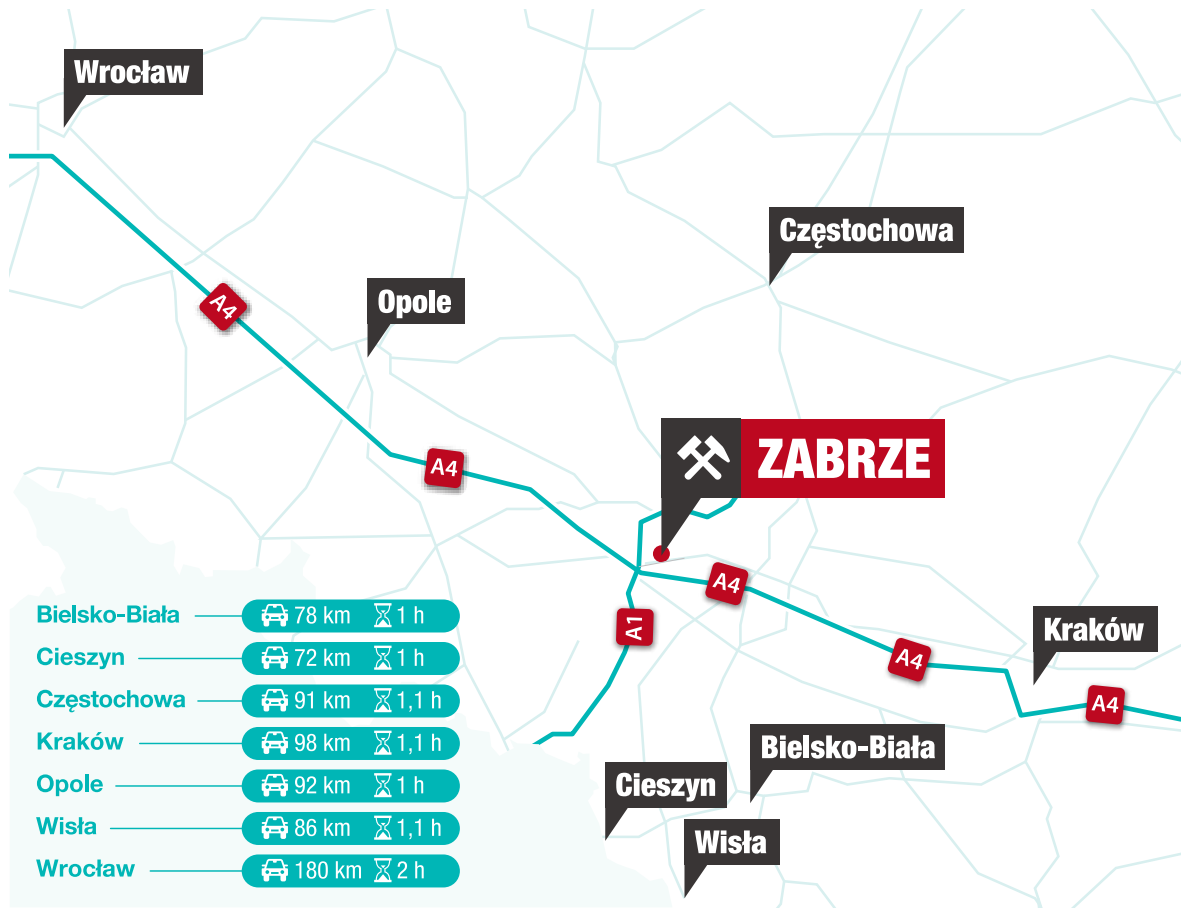 Wrocław
Częstochowa
A4
Opole
ZABRZE
A4
A4
A1
Kraków
A4
A4
Bielsko-Biała
Cieszyn
Wisła
Bielsko-Biała 78 km 1 h
Cieszyn 72 km 1 h
Częstochowa 91 km 1,1 h
Kraków 98 km 1,1 h
Opole 92 km 1 h
Wisła 86 km 1,1 h
Wrocław 180 km 2 h